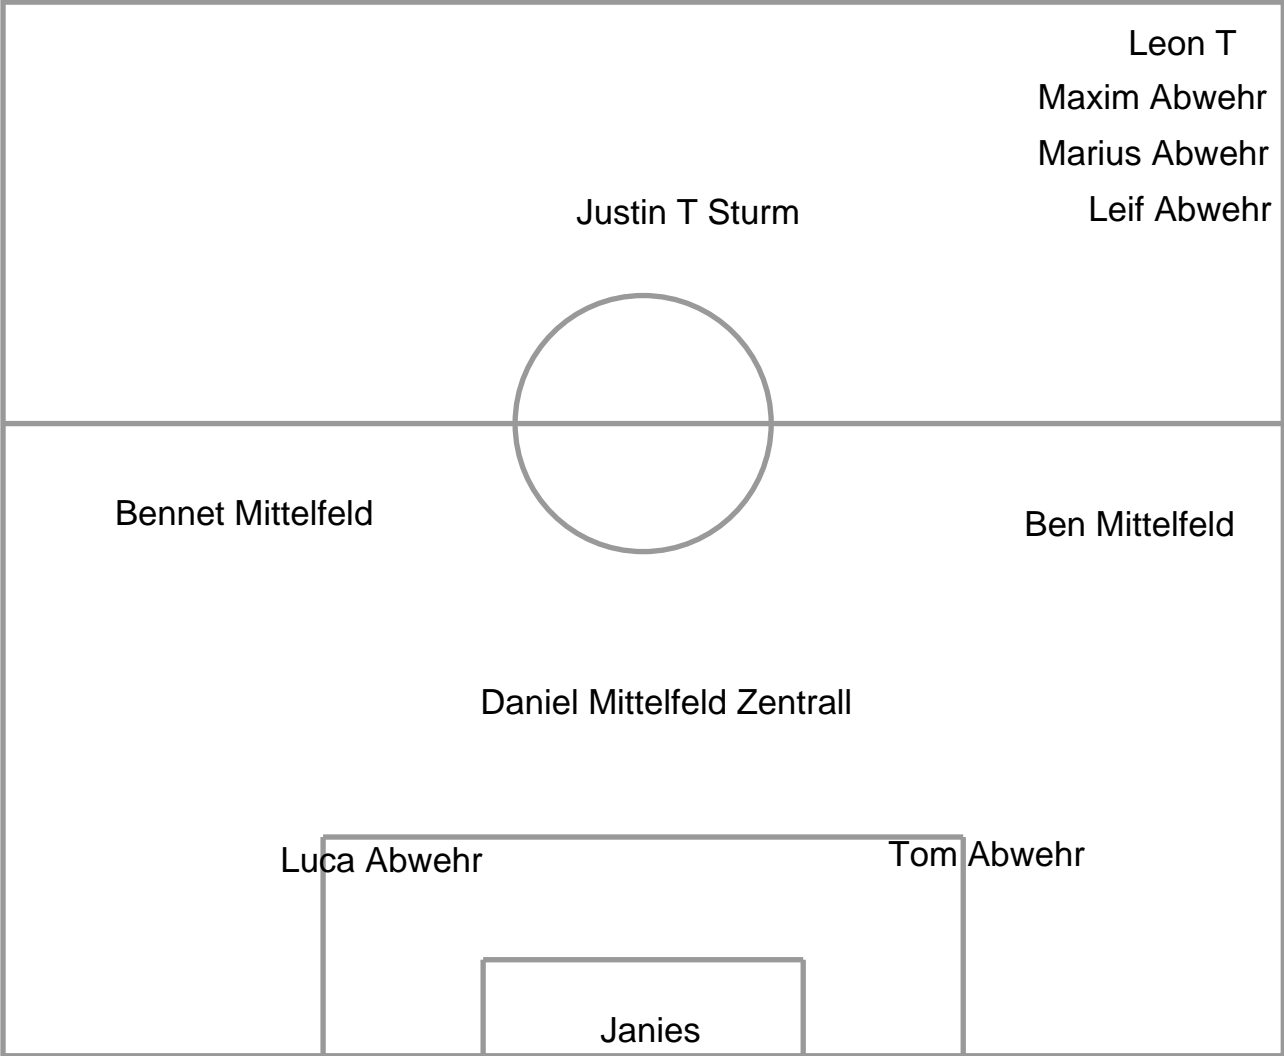 Leon T
Maxim Abwehr
Marius Abwehr
Leif Abwehr
Justin T Sturm
Bennet Mittelfeld
Ben Mittelfeld
Daniel Mittelfeld Zentrall
Luca Abwehr
Tom Abwehr
Janies